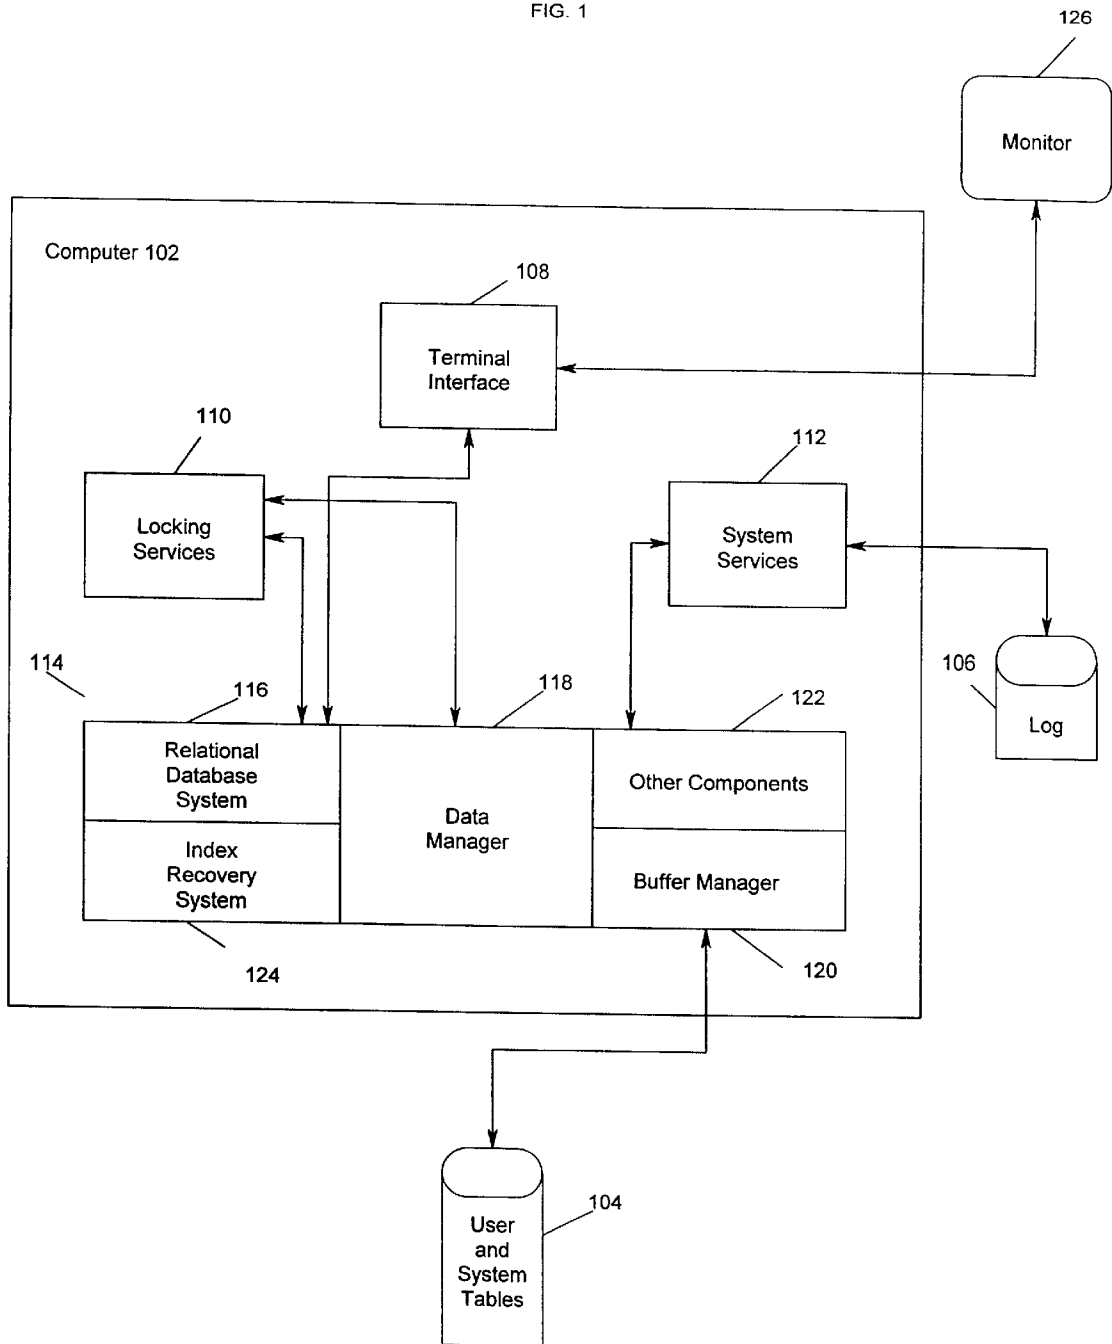 FIG. 1
126
Monitor
Computer 102
108
Terminal
Interface
110
Locking
Services
112
System
Services
114
116
118
122
106
Log
Relational
Database
System
Data
Manager
Other Components
Index
Recovery
System
Buffer Manager
124
120
104
User
and
System
Tables